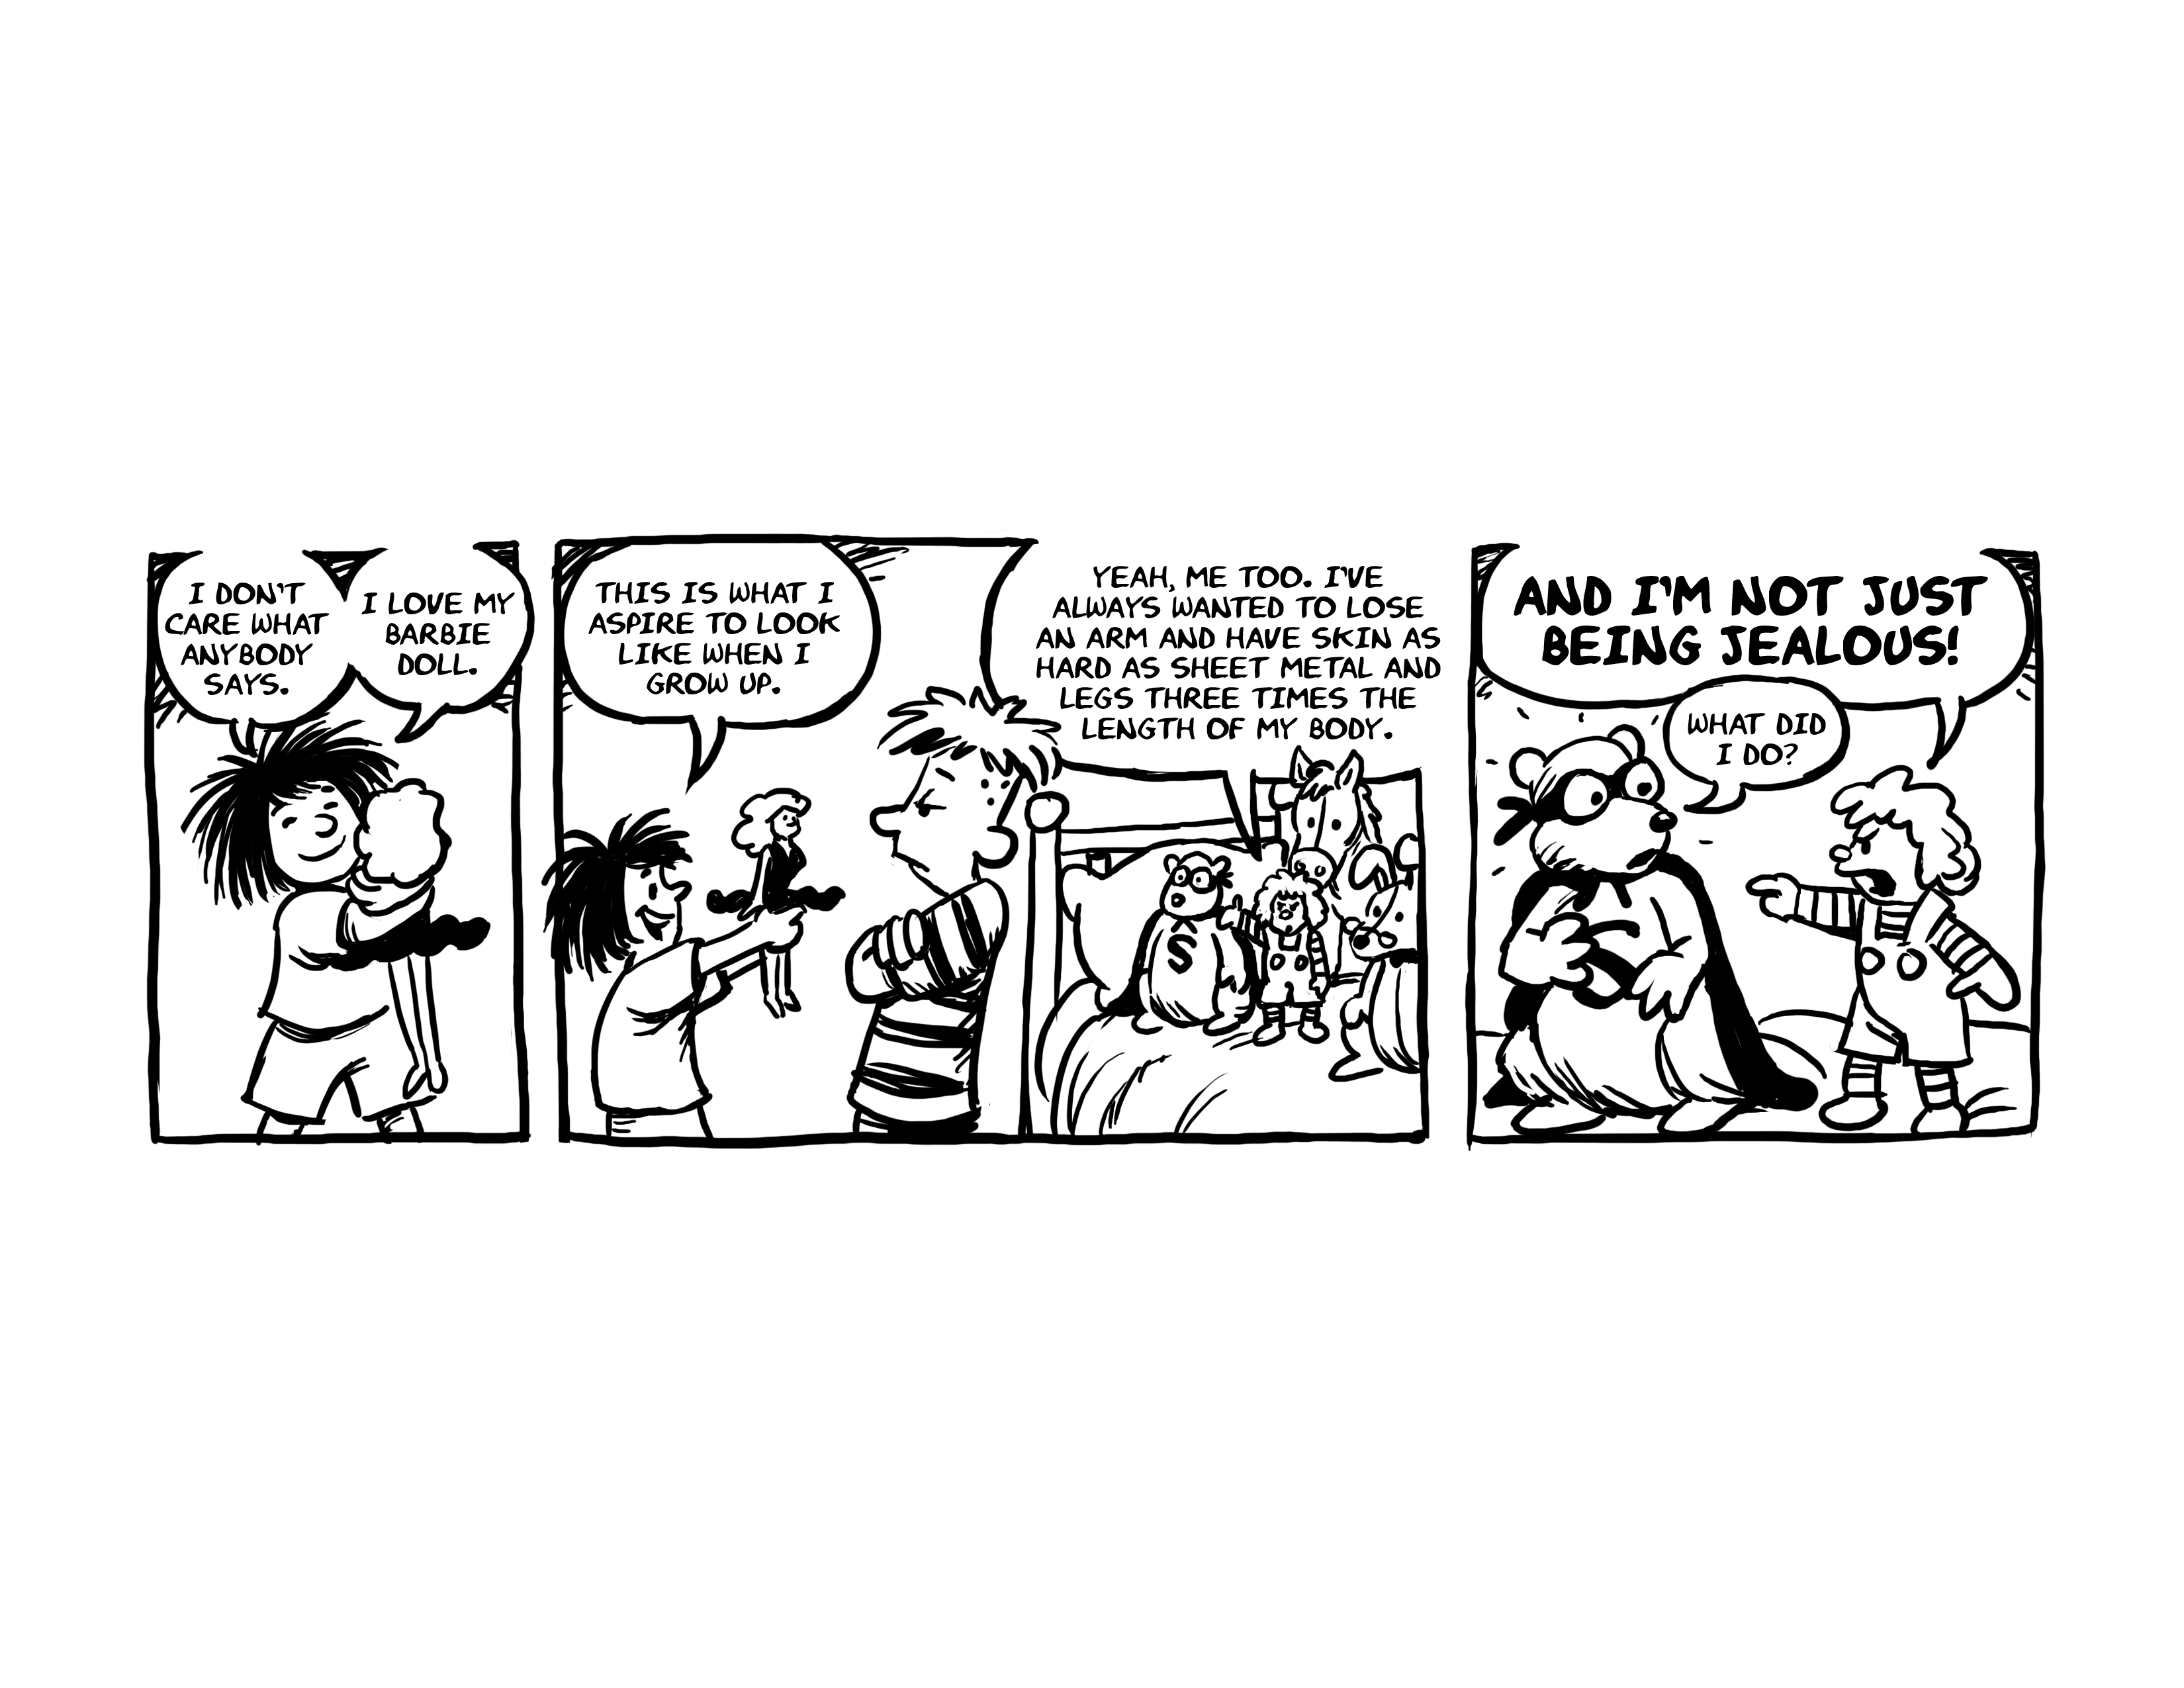 I DON'T
CARE WHAT
ANYBODY
SAYS.
I LOVE MY
BARBIE
DOLL.
THIS IS WHAT I
ASPIRE TO LOOK
LIKE WHEN I
GROW UP.
YEAH, ME TOO. I'VE
ALWAYS WANTED TO LOSE
AN ARM AND HAVE SKIN AS
HARD AS SHEET METAL AND
LEGS THREE TIMES THE
LENGTH OF MY BODY.
S
AND I'M NOT JUST
BEING JEALOUS!
WHAT DID
I DO?